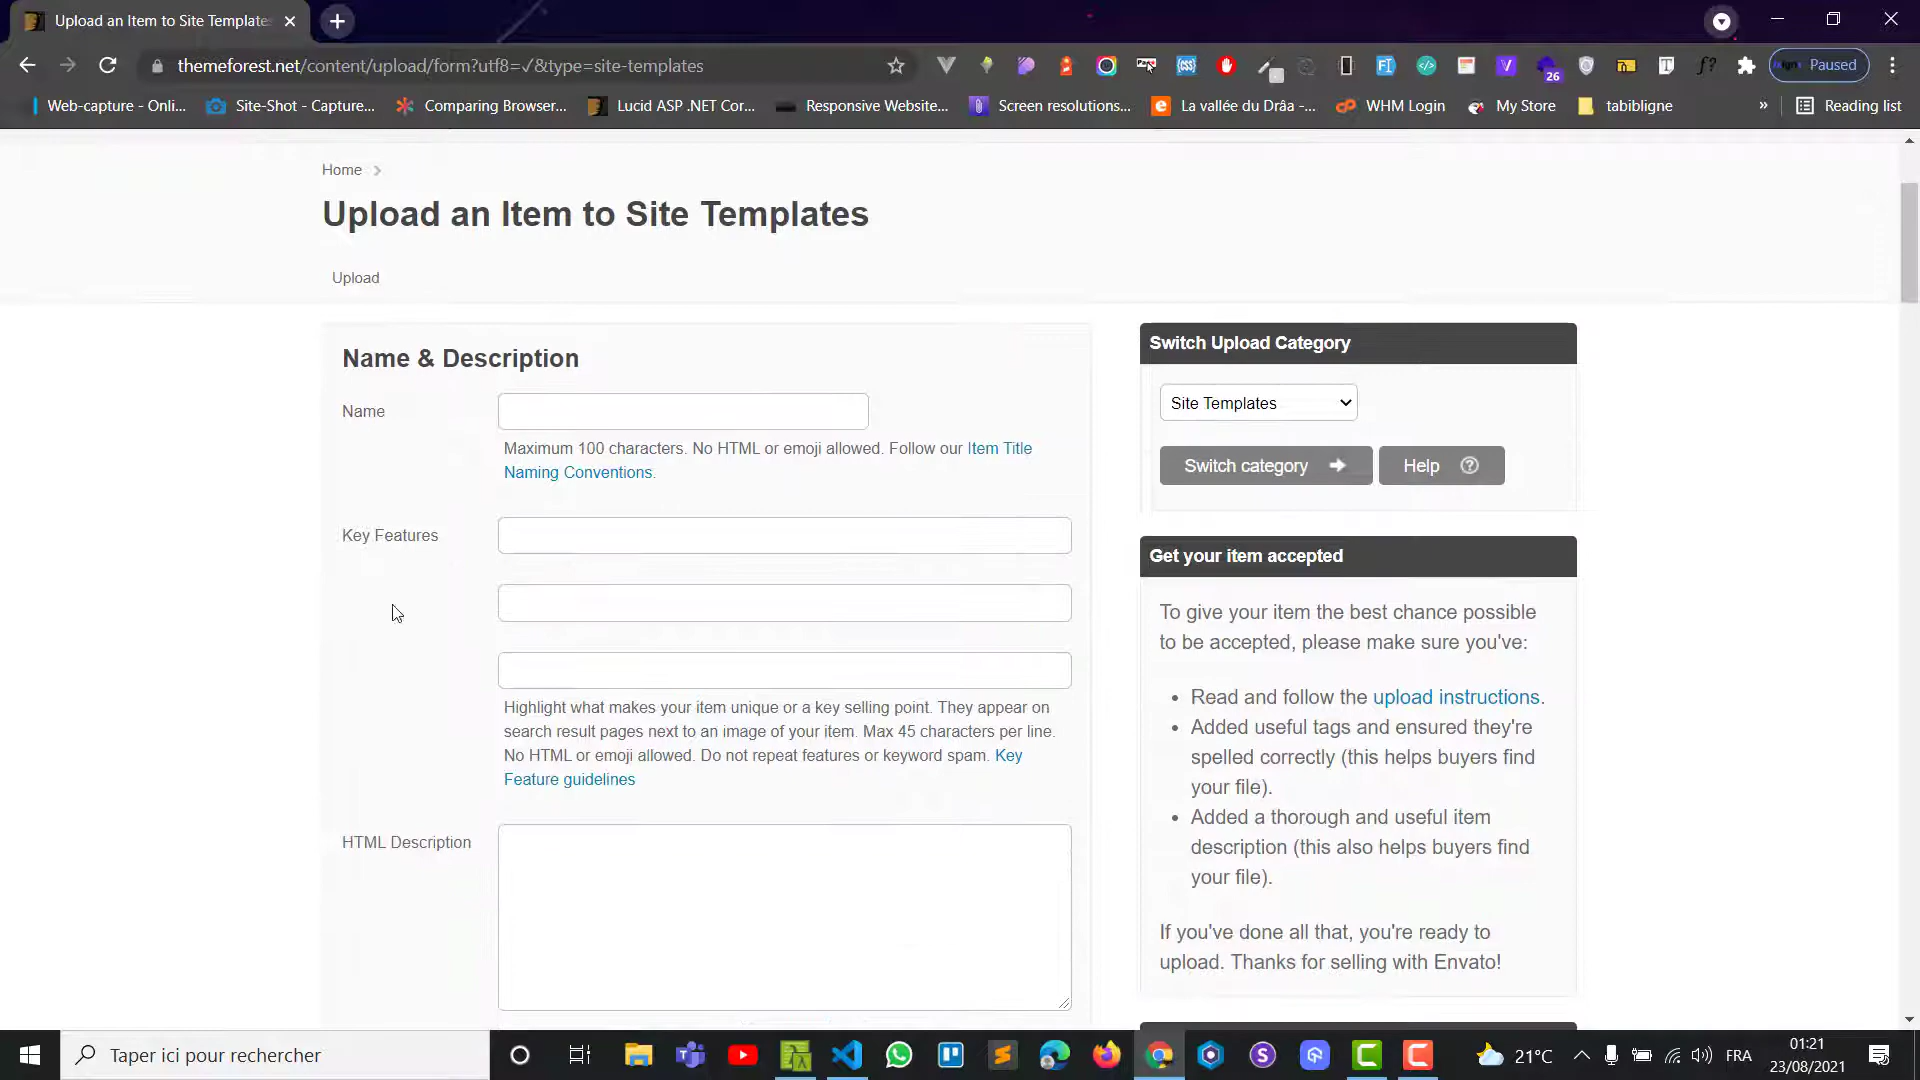 Upload an Item to Site Templates
themeforest.net/content/upload/form?utf8=✓&type=site-templates
26
Paused
Web-capture - Onli...
Site-Shot - Capture...
Comparing Browser...
Lucid ASP .NET Cor...
Responsive Website...
Screen resolutions...
La vallée du Drâa -...
WHM Login
My Store
tabibligne
»
Reading list
Home
Upload an Item to Site Templates
Upload
Name & Description
Name
Maximum 100 characters. No HTML or emoji allowed. Follow our Item Title
Naming Conventions.
Key Features
Highlight what makes your item unique or a key selling point. They appear on
search result pages next to an image of your item. Max 45 characters per line.
No HTML or emoji allowed. Do not repeat features or keyword spam. Key
Feature guidelines
HTML Description
Switch Upload Category
Site Templates
Switch category
Help
Get your item accepted
To give your item the best chance possible
to be accepted, please make sure you've:
• Read and follow the upload instructions.
• Added useful tags and ensured they're
spelled correctly (this helps buyers find
your file).
• Added a thorough and useful item
description (this also helps buyers find
your file).
If you've done all that, you're ready to
upload. Thanks for selling with Envato!
Taper ici pour rechercher
21°C
FRA
01:21
23/08/2021